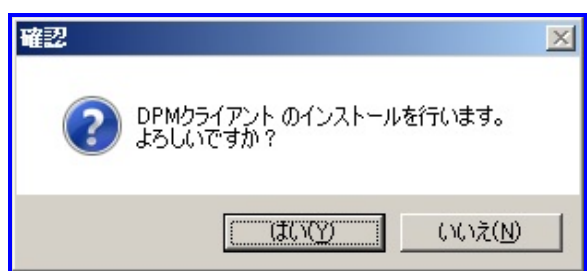 確認
DPMクライアント のインストールを行います。
よろしいですか？
はい(Y)
いいえ(N)